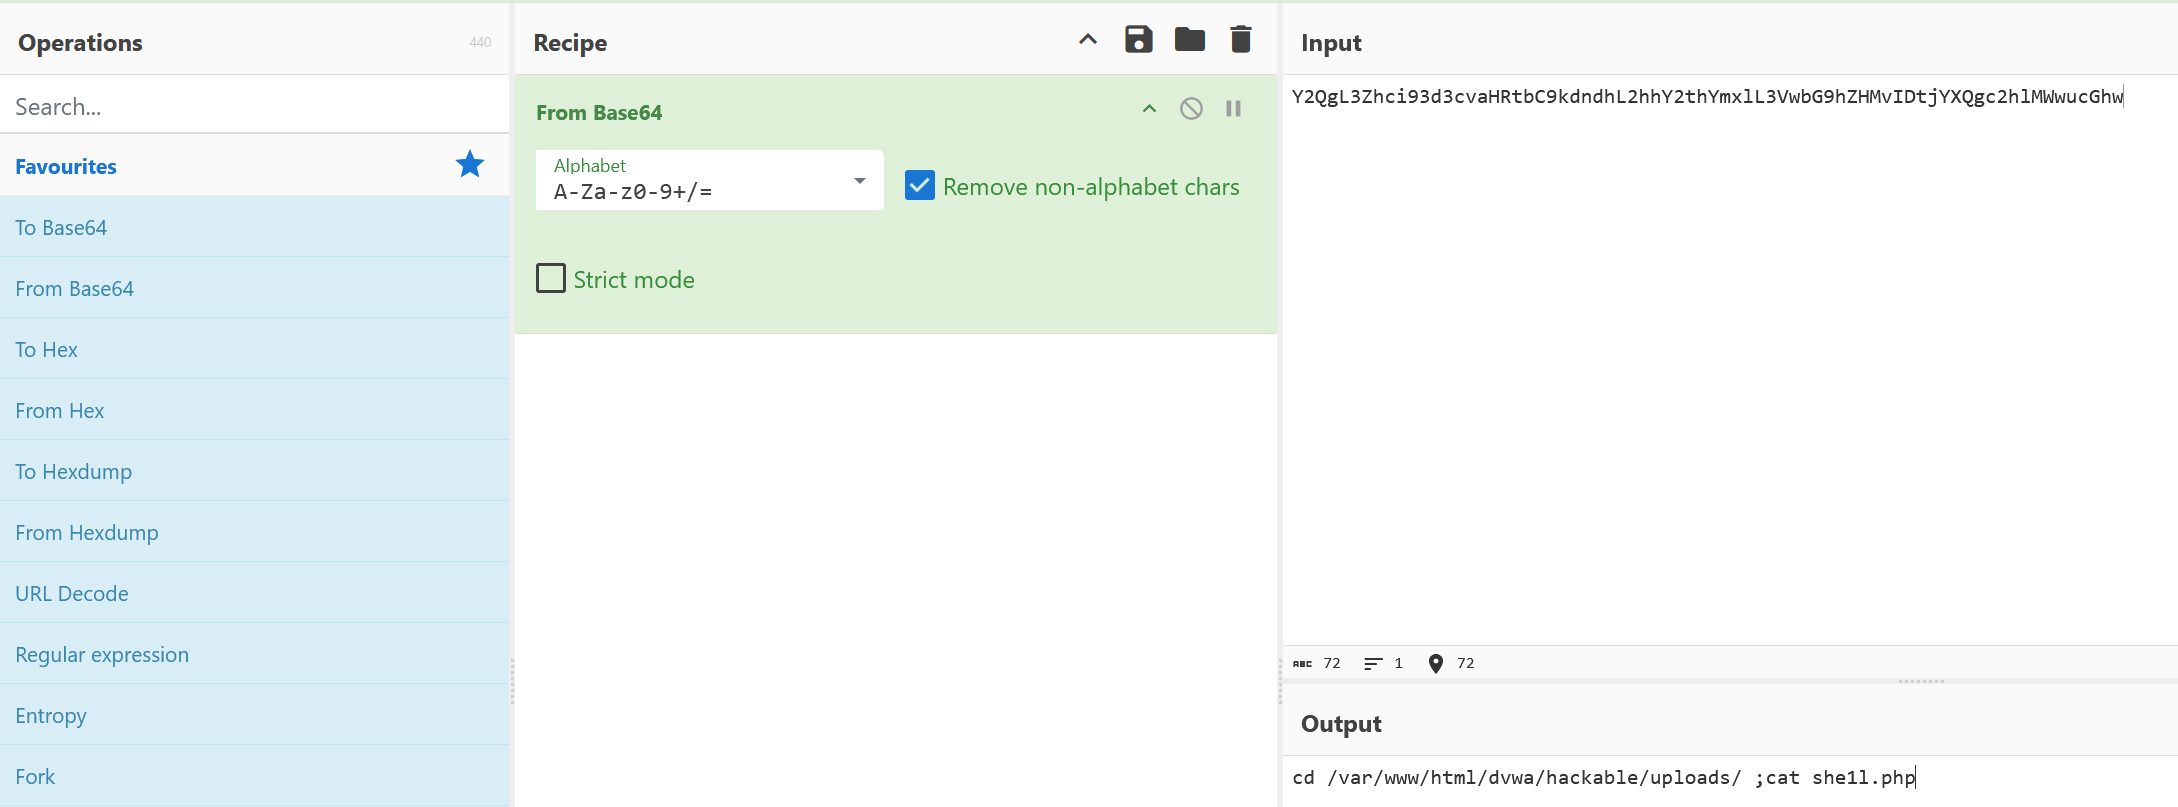 Operations
440
Search...
Favourites
To Base64
From Base64
To Hex
From Hex
To Hexdump
From Hexdump
URL Decode
Regular expression
Entropy
Fork
Recipe
From Base64
Alphabet
A-Za-z0-9+/=
Remove non-alphabet chars
Strict mode
Input
Y2QgL3Zhci93d3cvaHRtbC9kdndhL2hhY2thYmxlL3VwbG9hZHMvIDtjYXQgc2hlMWwucGhw
ABC 72 1 72
Output
cd /var/www/html/dvwa/hackable/uploads/ ;cat she1l.php